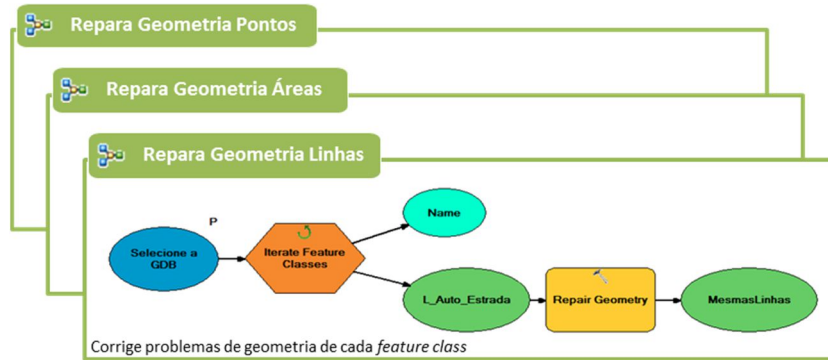 Repara Geometria Pontos
Repara Geometria Áreas
Repara Geometria Linhas
P
Name
Selecione a
GDB
Iterate Feature
Classes
L_Auto_Estrada
Repair Geometry
MesmasLinhas
Corrige problemas de geometria de cada feature class